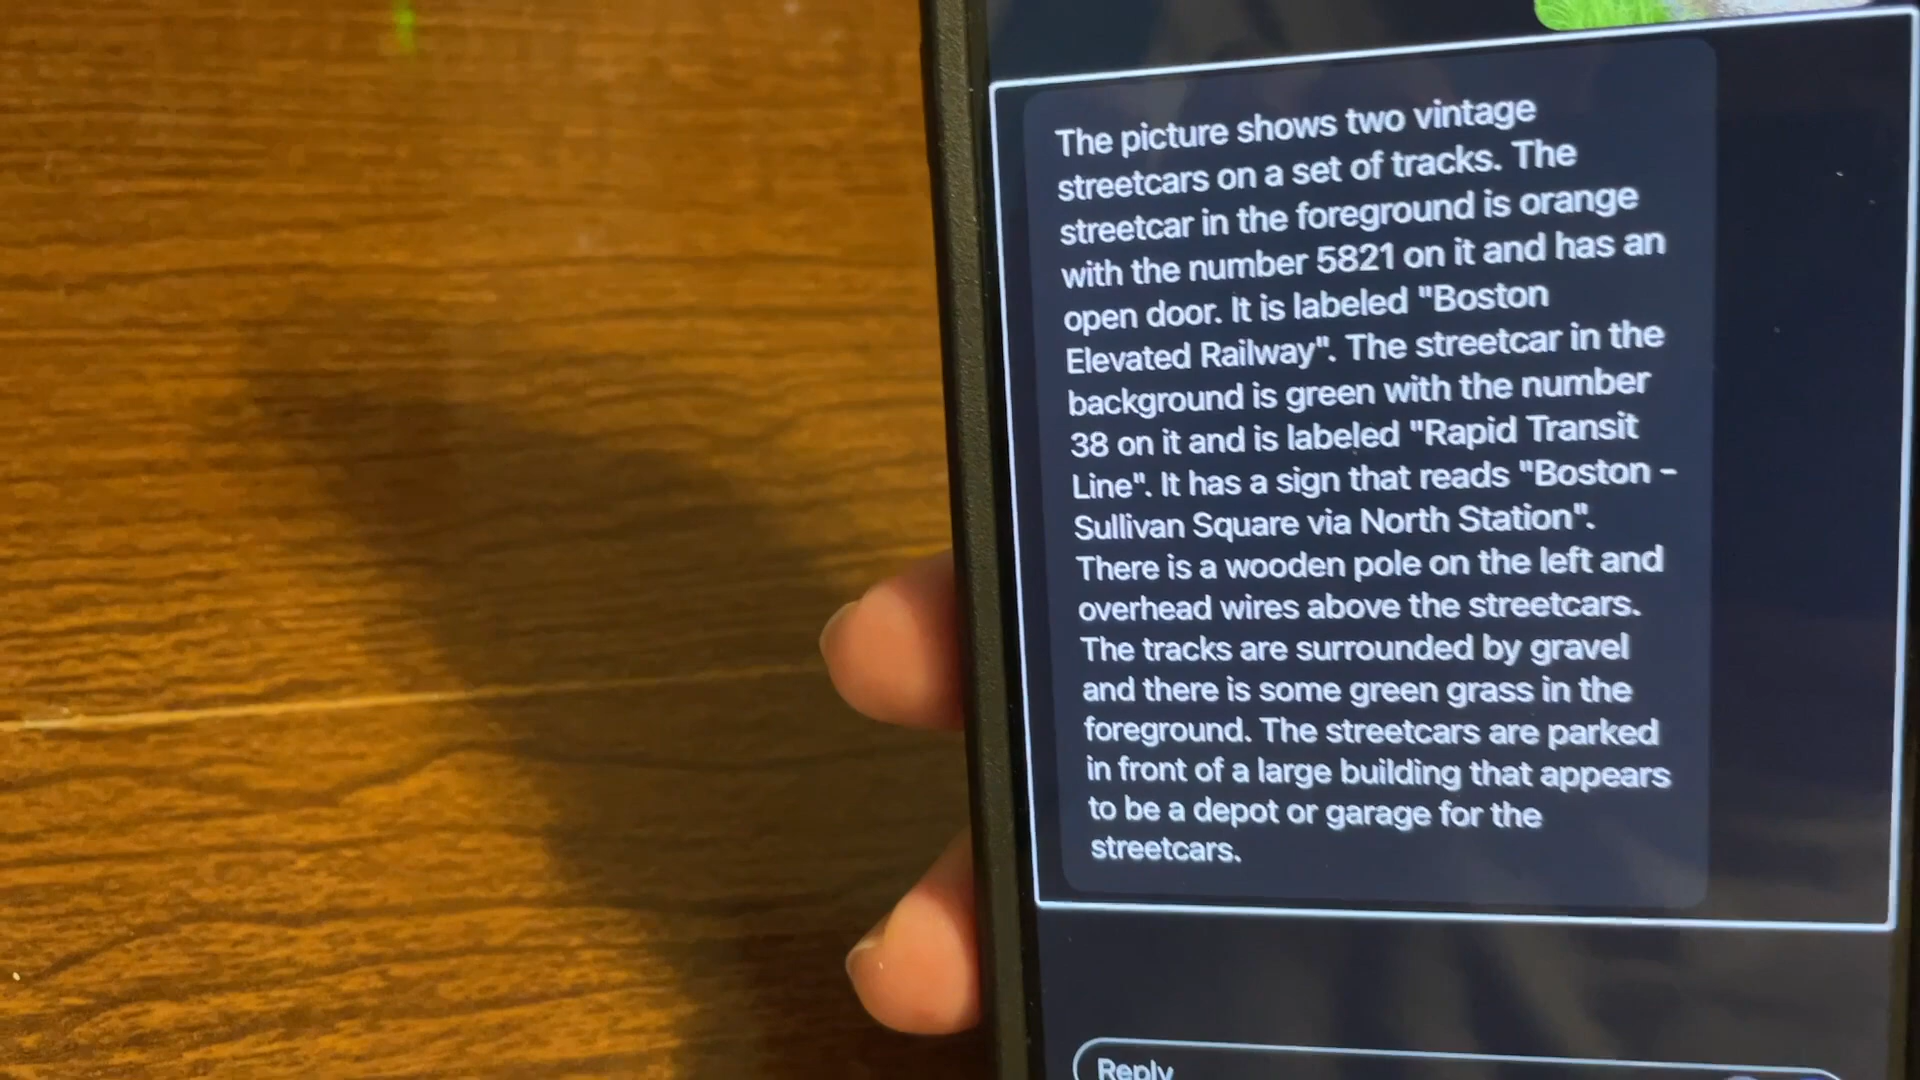 The picture shows two vintage
streetcars on a set of tracks. The
streetcar in the foreground is orange
with the number 5821 on it and has an
open door. It is labeled "Boston
Elevated Railway". The streetcar in the
background is green with the number
38 on it and is labeled "Rapid Transit
Line". It has a sign that reads "Boston -
Sullivan Square via North Station".
There is a wooden pole on the left and
overhead wires above the streetcars.
The tracks are surrounded by gravel
and there is some green grass in the
foreground. The streetcars are parked
in front of a large building that appears
to be a depot or garage for the
streetcars.
Reply